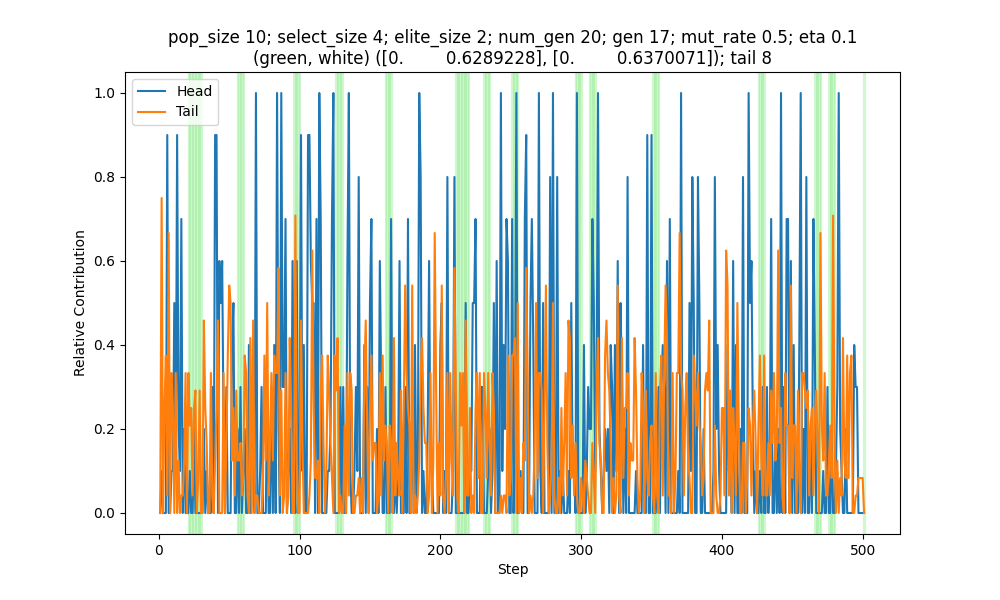 pop_size 10; select_size 4; elite_size 2; num_gen 20; gen 17; mut_rate 0.5; eta 0.1
(green, white) ([0. 0.6289228], [0. 0.6370071]); tail 8
Head
Tail
1.0
0.8
0.6
0.4
0.2
0.0
Relative Contribution
0 100 200 300 400 500
Step